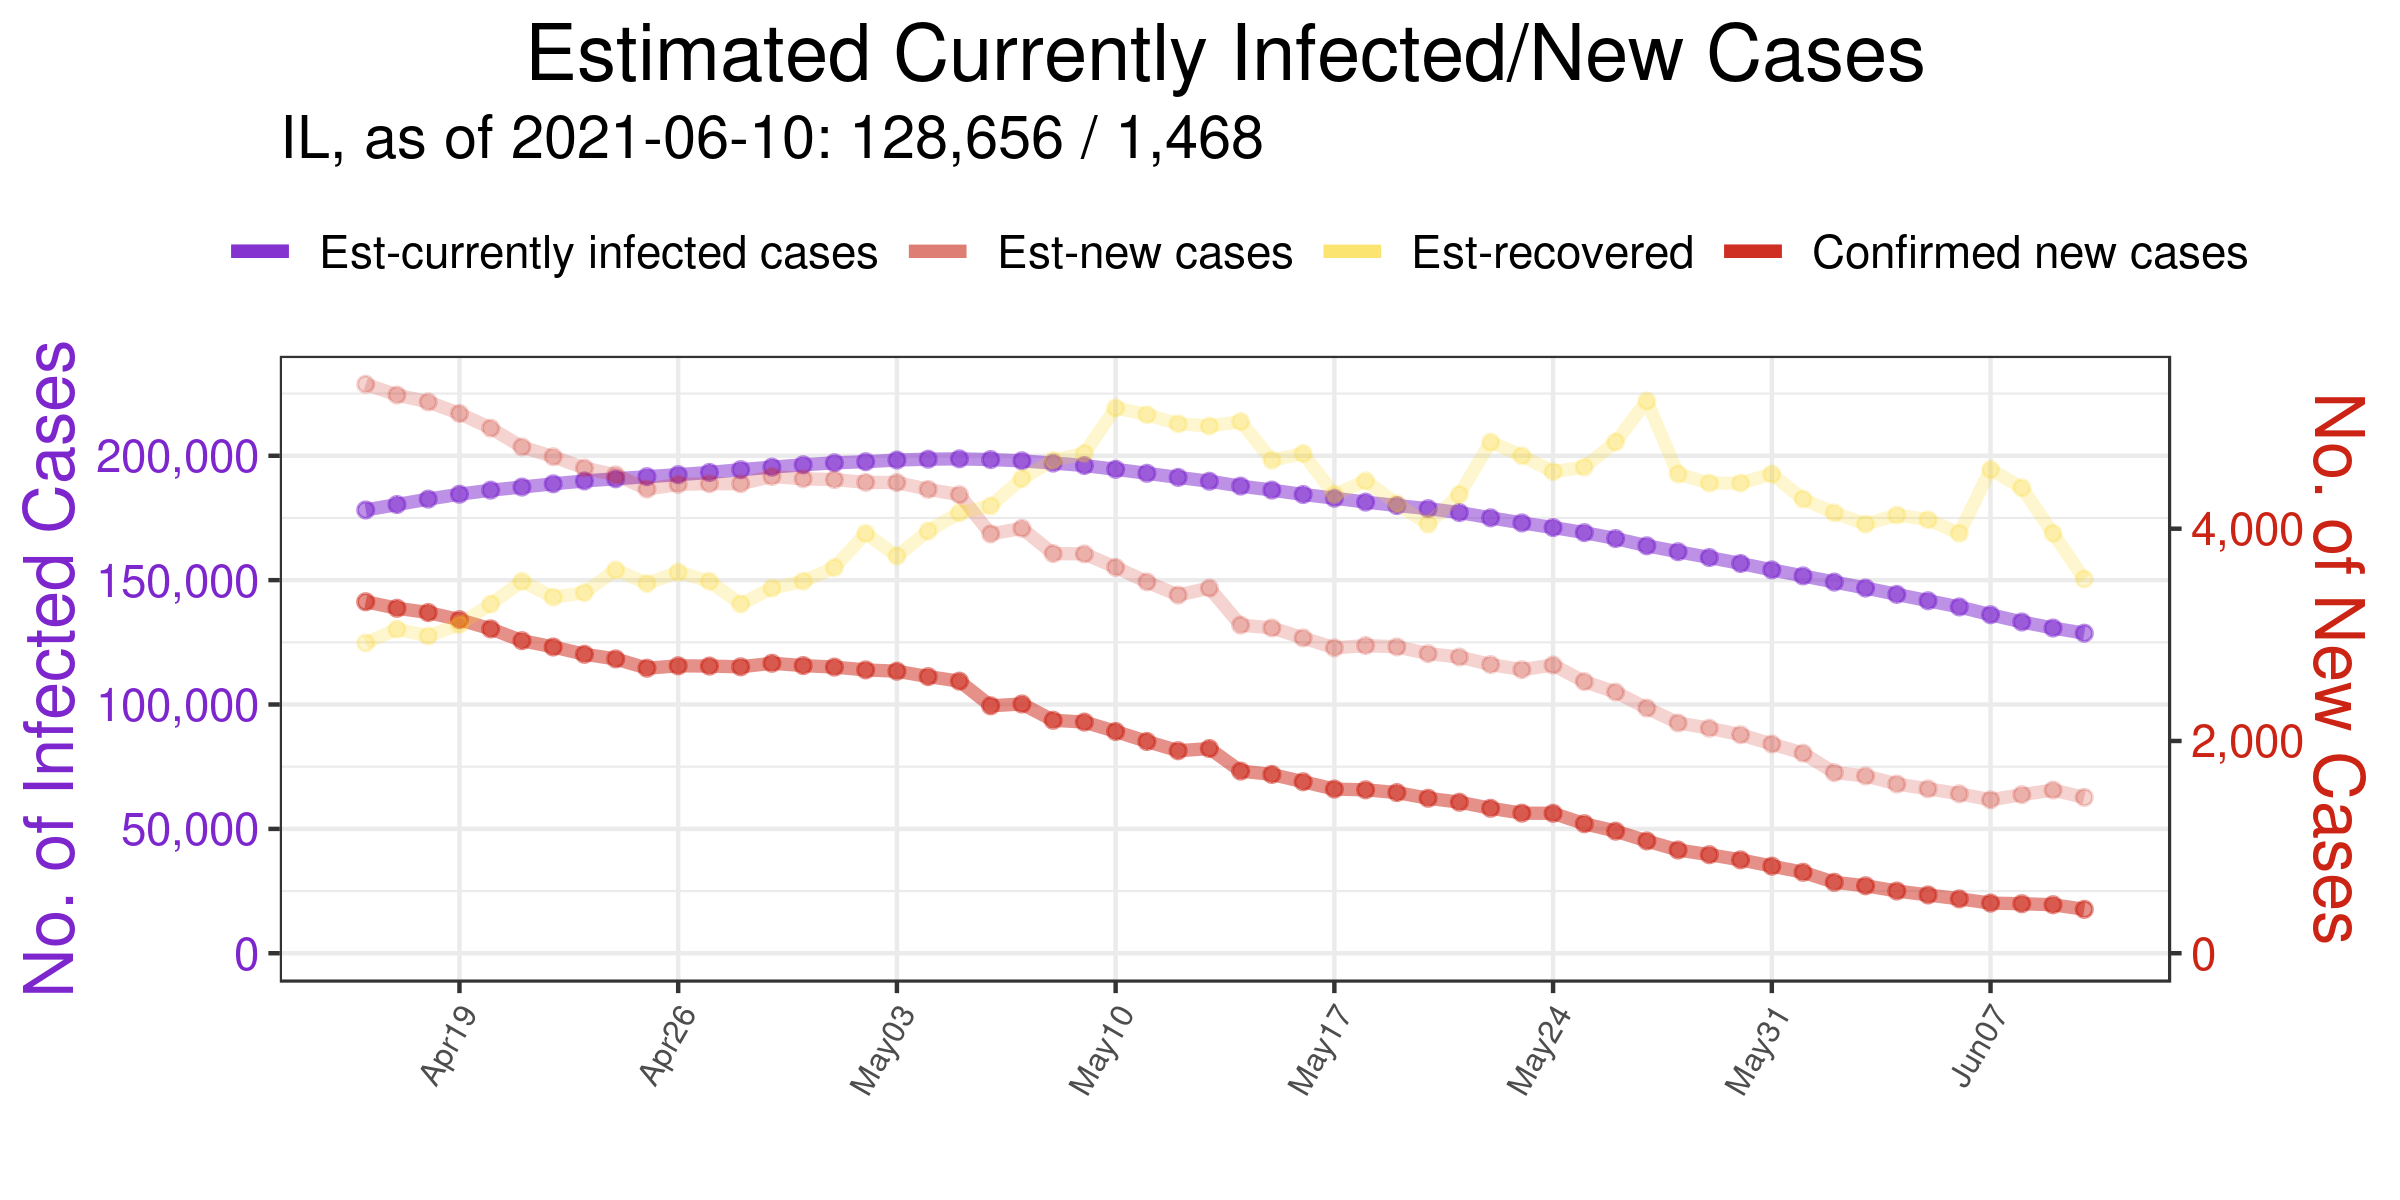 Estimated Currently Infected/New Cases
IL, as of 2021-06-10: 128,656 / 1,468
Est-currently infected cases Est-new cases Est-recovered Confirmed new cases
No. of Infected Cases
200,000
150,000
100,000
50,000
0
4,000
2,000
0
No. of New Cases
Apr19 Apr26 May03 May10 May17 May24 May31 Jun07